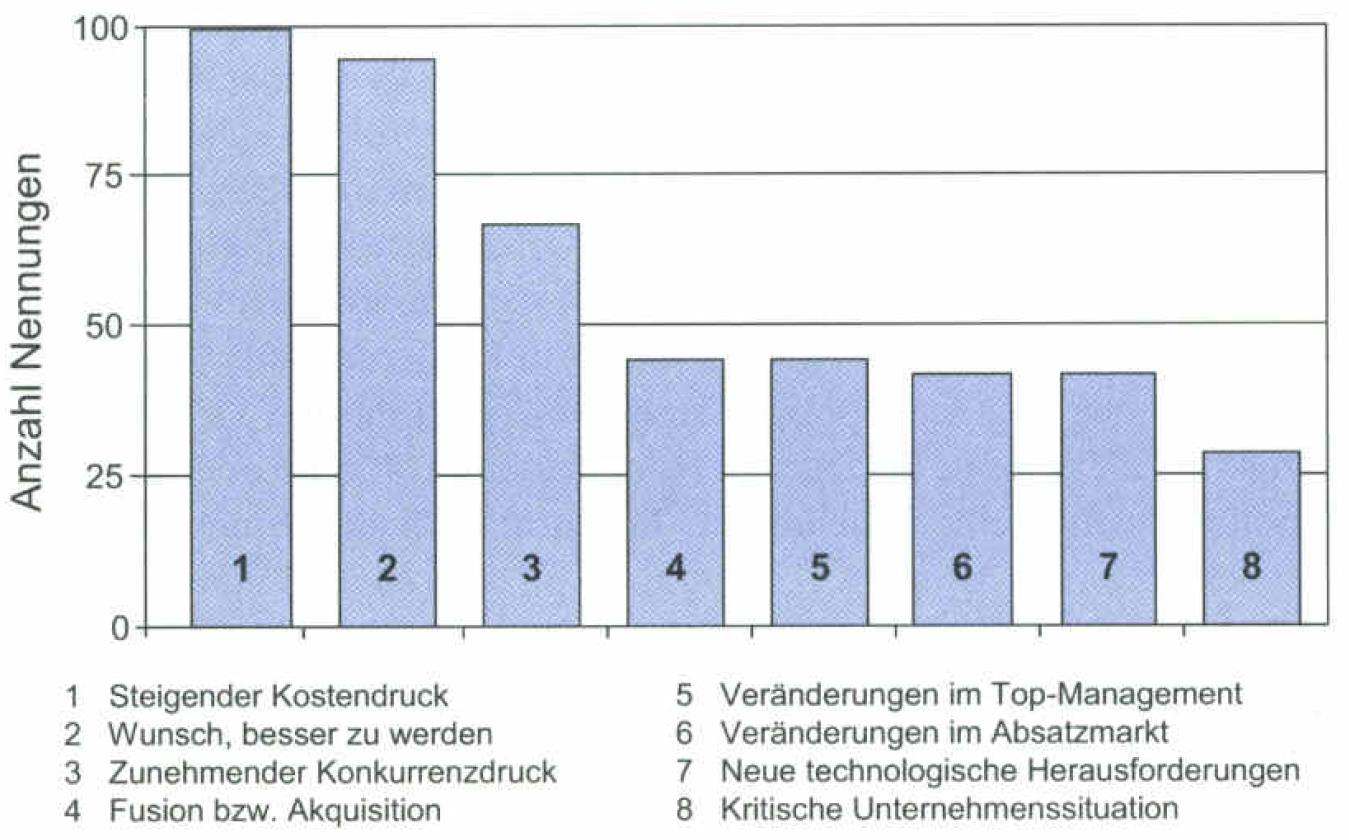 100
75
50
25
0
Anzahl Nennungen
1 2 3 4 5 6 7 8
1 Steigender Kostendruck
2 Wunsch, besser zu werden
3 Zunehmender Konkurrenzdruck
4 Fusion bzw. Akquisition
5 Veränderungen im Top-Management
6 Veränderungen im Absatzmarkt
7 Neue technologische Herausforderungen
8 Kritische Unternehmenssituation